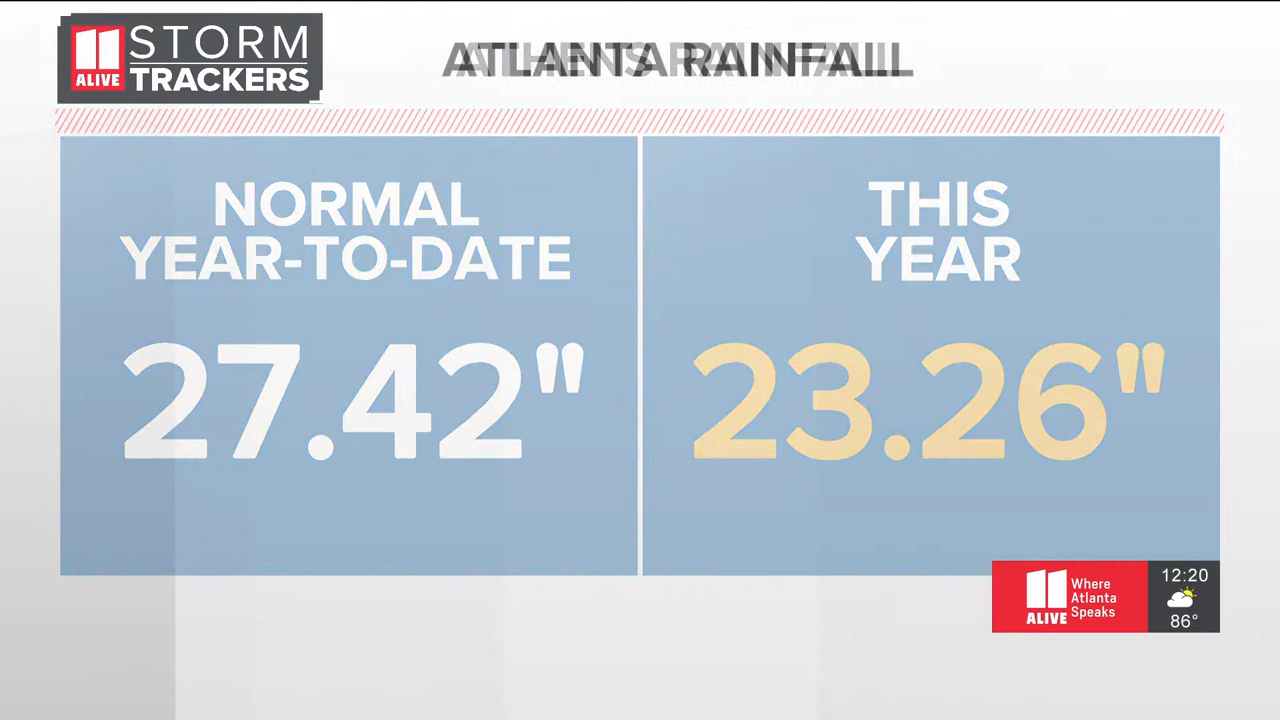 11 ALIVE
STORM
TRACKERS
ATLANTA RAINFALL
NORMAL
YEAR-TO-DATE
27.42"
THIS
YEAR
23.26"
11 ALIVE
Where
Atlanta
Speaks
12:20
86°